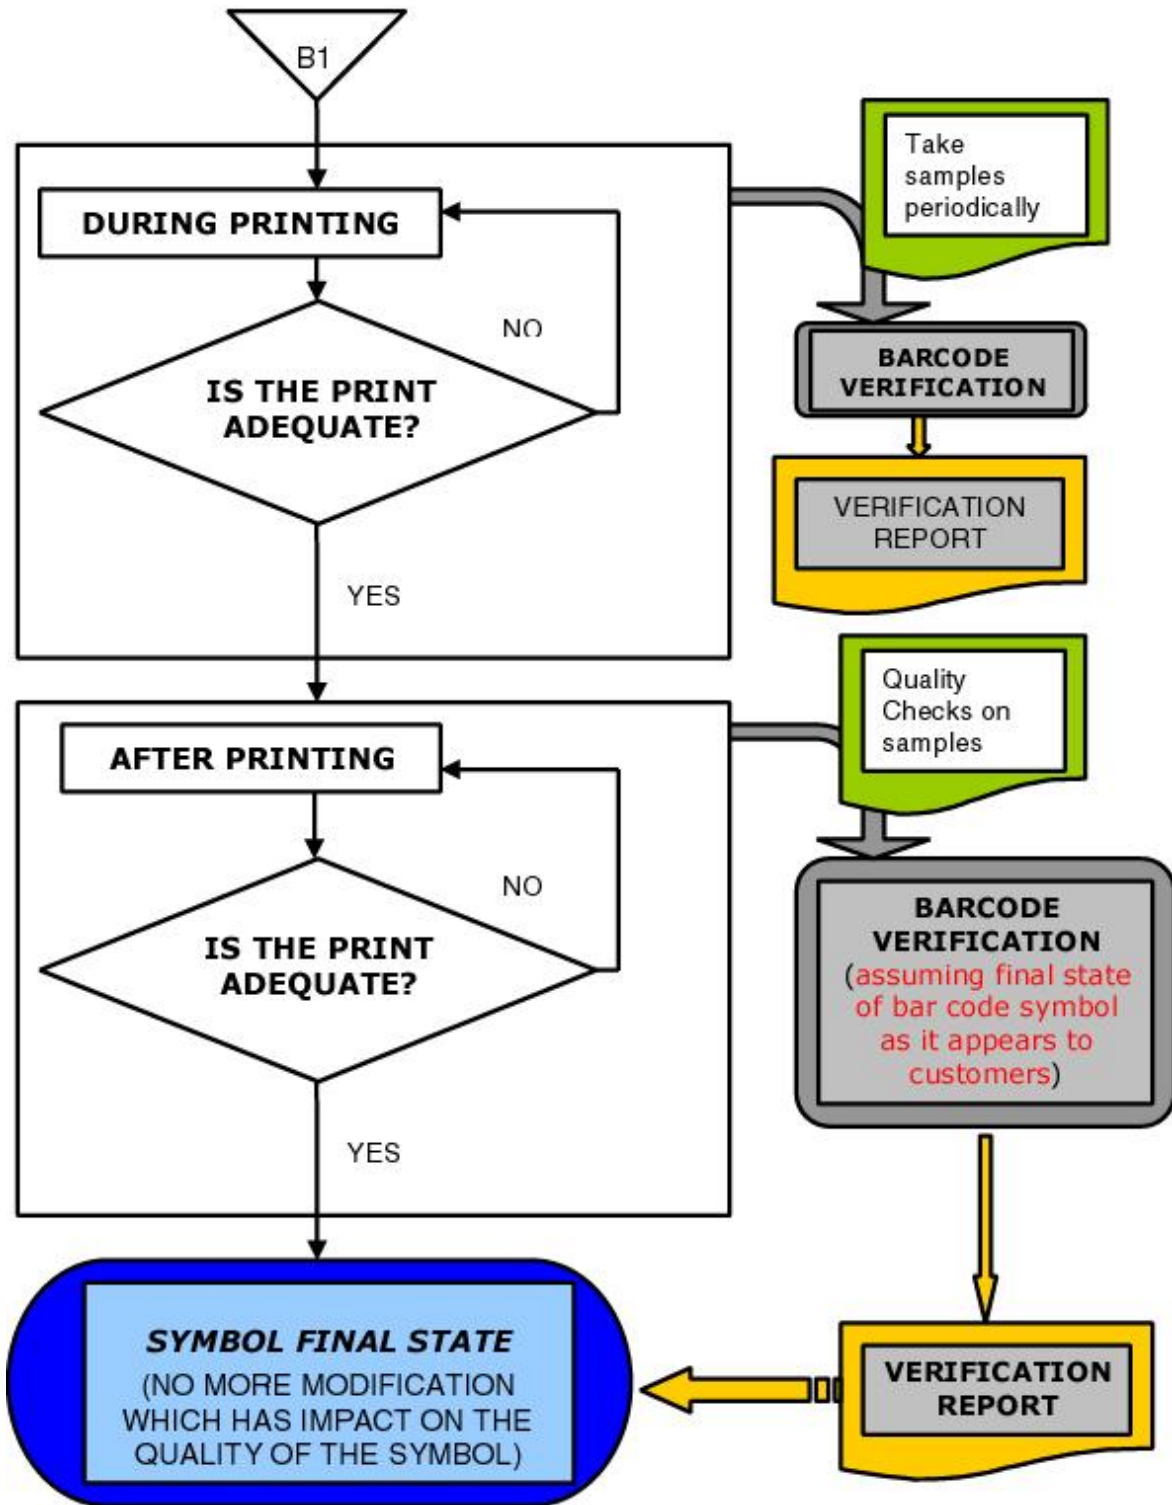 B1
Take
samples
periodically
DURING PRINTING
NO
BARCODE
VERIFICATION
IS THE PRINT
ADEQUATE?
VERIFICATION
REPORT
YES
Quality
Checks on
samples
AFTER PRINTING
NO
BARCODE
VERIFICATION
(assuming final state
of bar code symbol
as it appears to
customers)
IS THE PRINT
ADEQUATE?
YES
SYMBOL FINAL STATE
(NO MORE MODIFICATION
WHICH HAS IMPACT ON THE
QUALITY OF THE SYMBOL)
VERIFICATION
REPORT